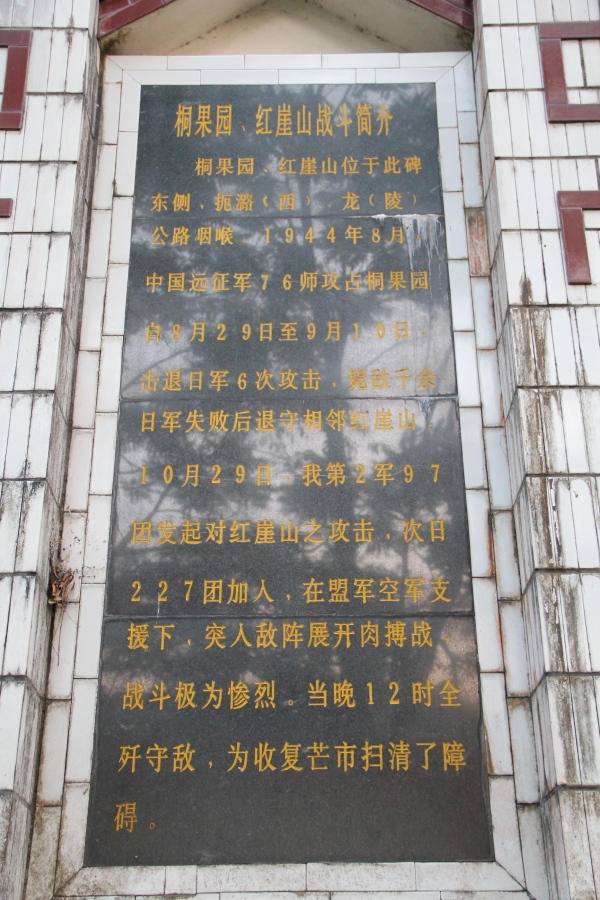 桐果园、红崖山战斗简介
桐果园、红崖山位于此碑
东侧、扼潞(西)、龙(陵)
公路咽喉。1944年8月,
中国远征军76师攻占桐果园
自8月29日至9月10日,
击退日军6次攻击,毙敌千余
日军失败后退守相邻红崖山。
10月29日,我第2军97
团发起对红崖山之攻击,次日
227团加人,在盟军空军支
援下,突人敌阵展开肉搏战。
战斗极为惨烈。当晚12时全
歼守敌,为收复芒市扫清了障
碍。